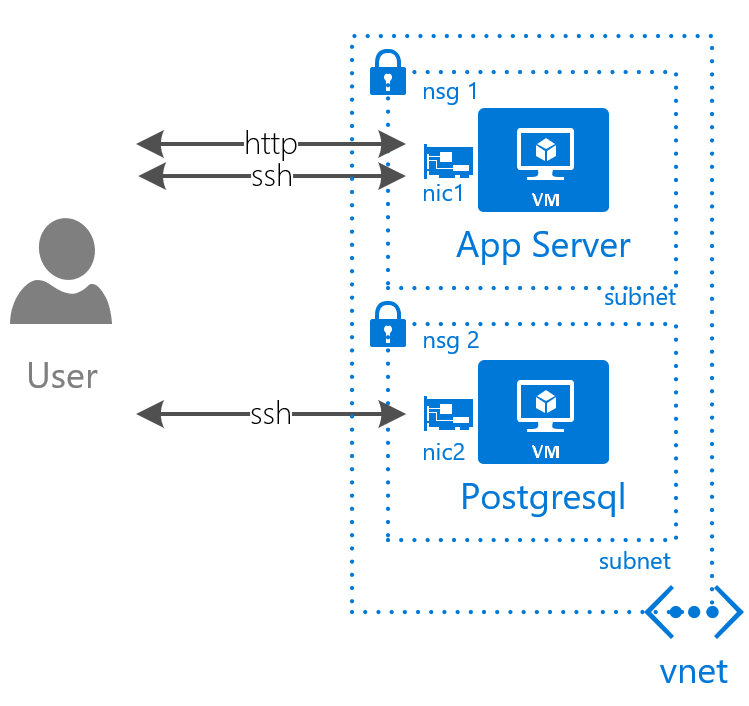 nsg 1
http
ssh
nic1
VM
App Server
subnet
nsg 2
User
ssh
nic2
VM
Postgresql
subnet
vnet